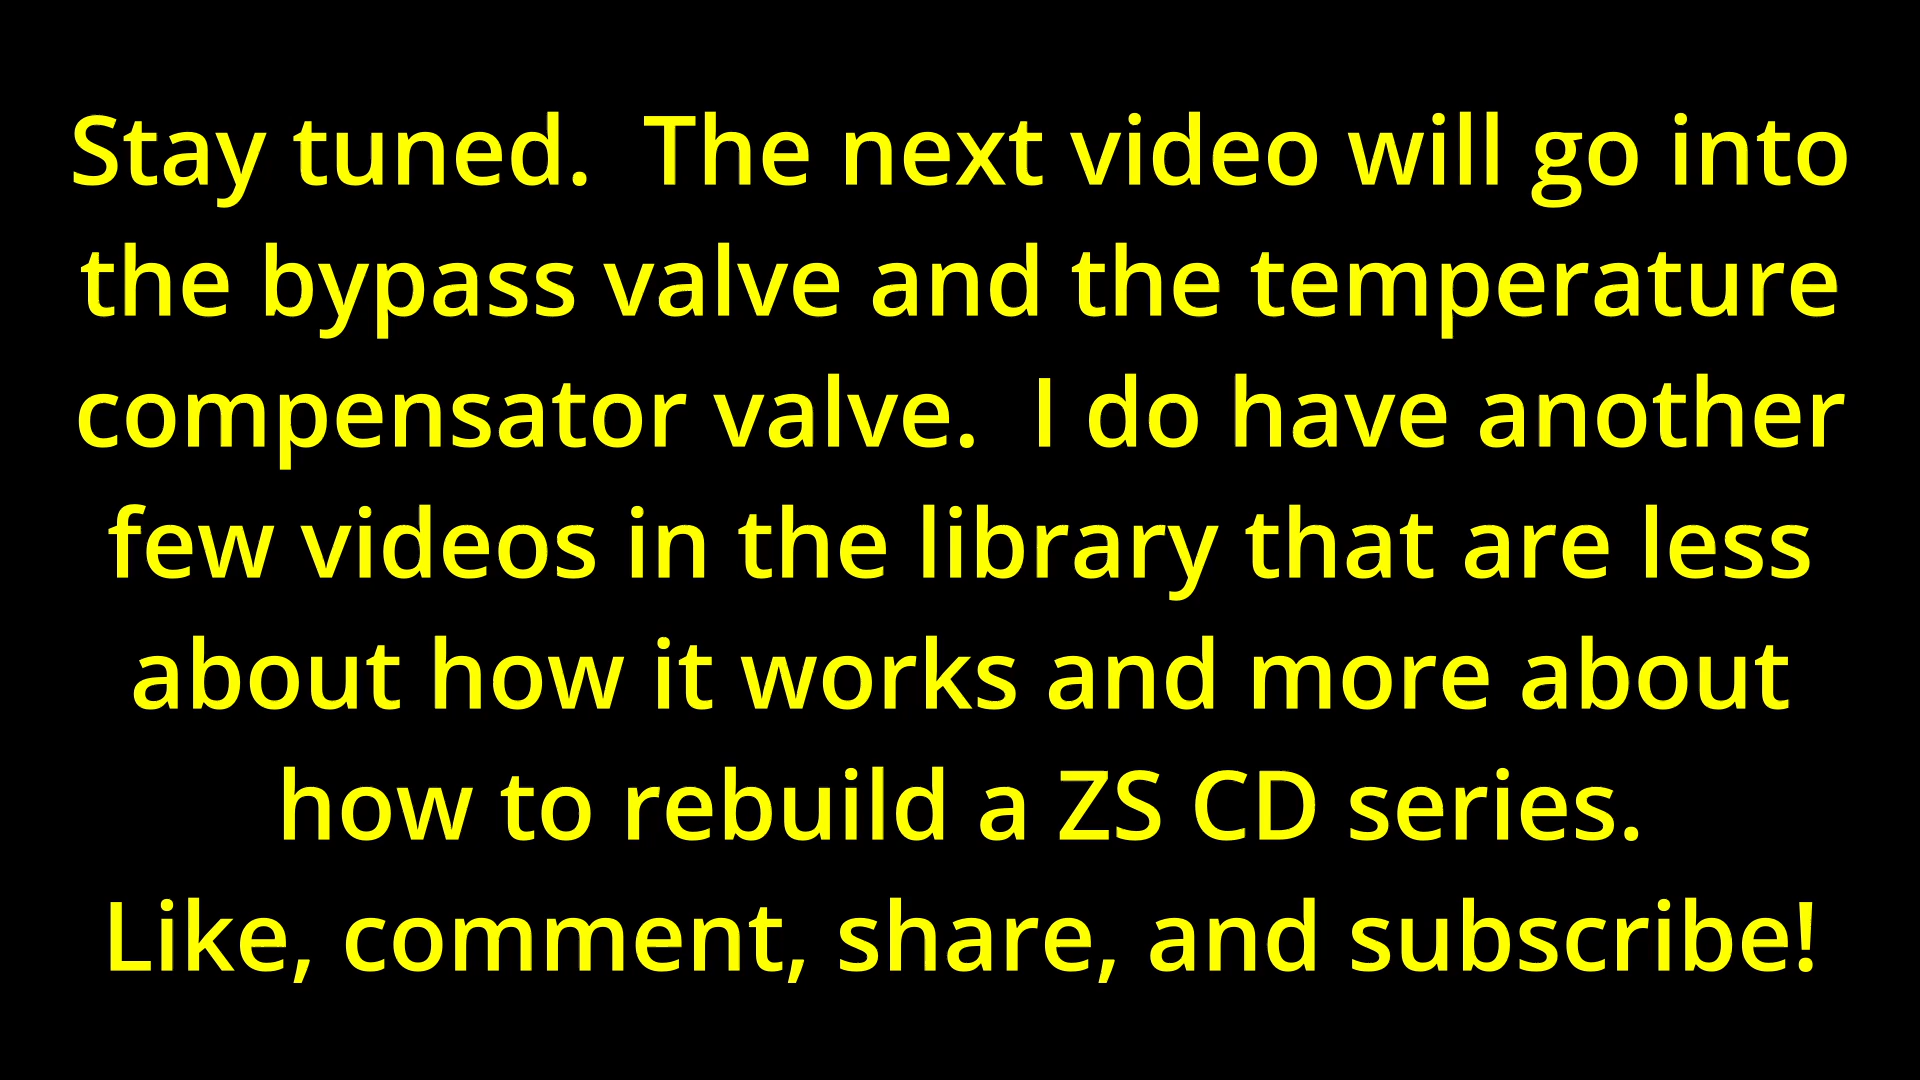 Stay tuned.  The next video will go into
the bypass valve and the temperature
compensator valve.  I do have another
few videos in the library that are less
about how it works and more about
how to rebuild a ZS CD series.
Like, comment, share, and subscribe!